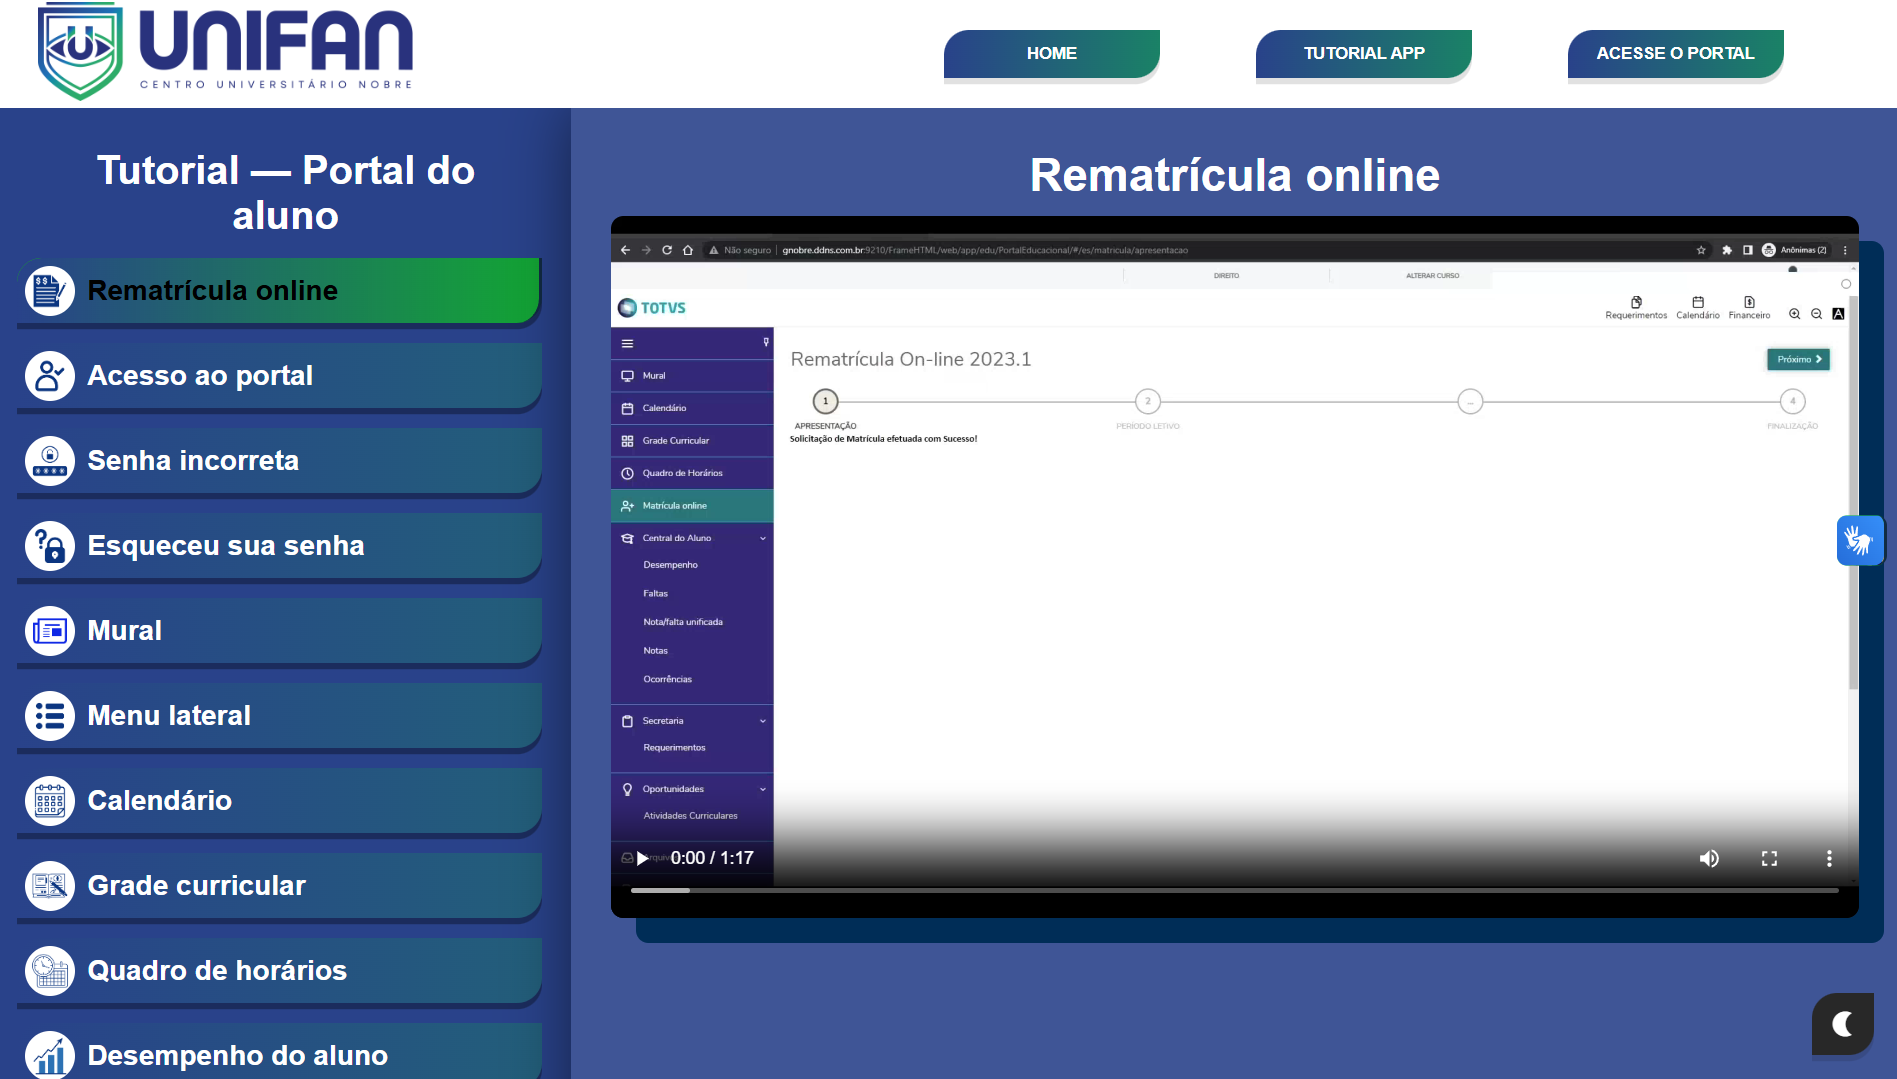 UNIFAN
CENTRO UNIVERSITÁRIO NOBRE
HOME
TUTORIAL APP
ACESSE O PORTAL
Tutorial — Portal do
aluno
Rematrícula online
Acesso ao portal
Senha incorreta
Esqueceu sua senha
Mural
Menu lateral
Calendário
Grade curricular
Quadro de horários
Desempenho do aluno
Rematrícula online
Não seguro | gnobre.ddns.com.br:9210/FrameHTML/web/app/edu/PortalEducacional/#/es/matricula/apresentacao
Anônimas (2)
DIREITO
ALTERAR CURSO
TOTVS
Requerimentos
Calendário
Financeiro
A
Mural
Calendário
Grade Curricular
Quadro de Horários
Matrícula online
Central do Aluno
Desempenho
Faltas
Nota/falta unificada
Notas
Ocorrências
Secretaria
Requerimentos
Oportunidades
Atividades Curriculares
Rematrícula On-line 2023.1
Próximo
1
2
...
4
APRESENTAÇÃO
PERÍODO LETIVO
FINALIZAÇÃO
Solicitação de Matrícula efetuada com Sucesso!
0:00 / 1:17